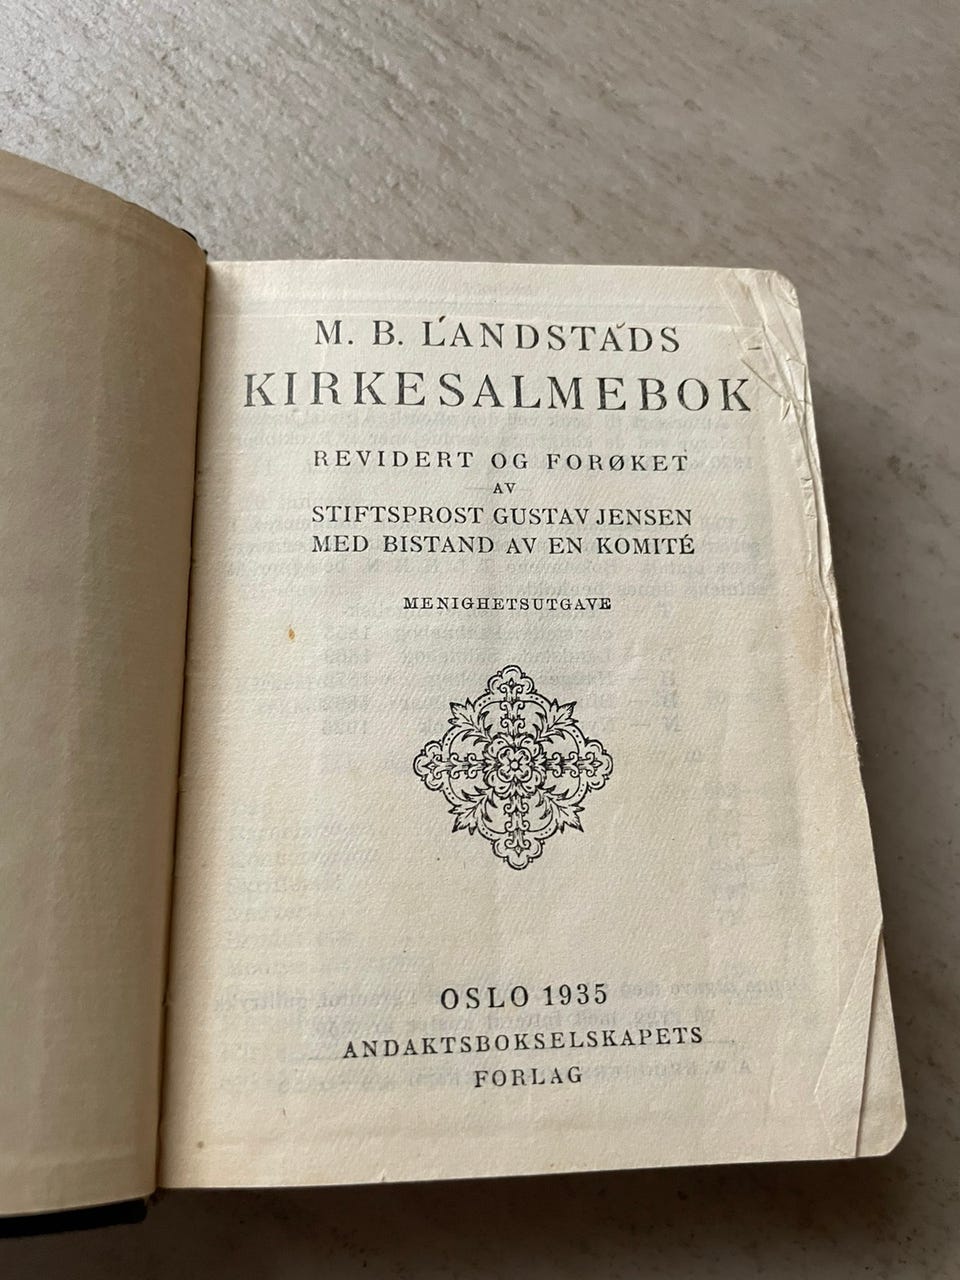 M. B. LANDSTADS
KIRKESALMEBOK
REVIDERT OG FORØKET
AV
STIFTSPROST GUSTAV JENSEN
MED BISTAND AV EN KOMITÉ
MENIGHETSUTGAVE
OSLO 1935
ANDAKTSBOKSELSKAPETS
FORLAG